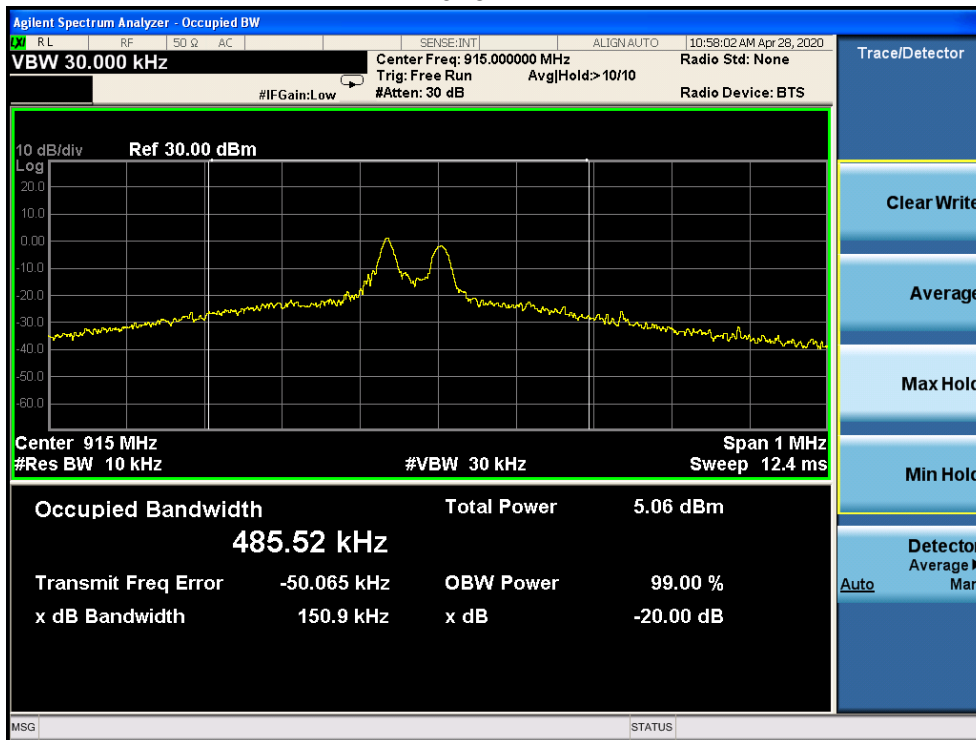 Agilent Spectrum Analyzer - Occupied BW
LXI RL RF 50 Ω AC SENSE:INT ALIGN AUTO 10:58:02 AM Apr 28, 2020
VBW 30.000 kHz
Center Freq: 915.000000 MHz
Radio Std: None
Trig: Free Run Avg|Hold:> 10/10
#IFGain:Low
#Atten: 30 dB
Radio Device: BTS
10 dB/div Ref 30.00 dBm
Log
20.0
10.0
0.00
-10.0
-20.0
-30.0
-40.0
-50.0
-60.0
Center 915 MHz
Span 1 MHz
#Res BW 10 kHz
#VBW 30 kHz
Sweep 12.4 ms
Occupied Bandwidth
485.52 kHz
Total Power 5.06 dBm
Transmit Freq Error -50.065 kHz
OBW Power 99.00 %
x dB Bandwidth 150.9 kHz
x dB -20.00 dB
MSG
STATUS
Trace/Detector
Clear Write
Average
Max Hold
Min Hold
Detector
Average
Auto Man